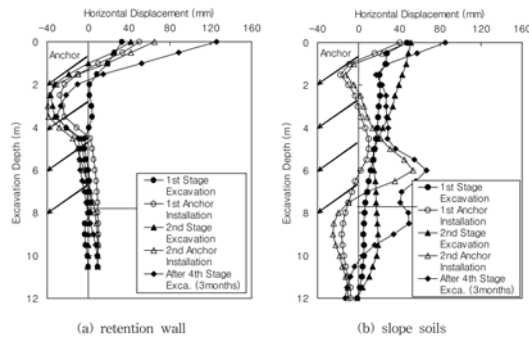 Horizontal Displacement (mm)
-40 0 40 80 120 160
(a)
Anchor
Excavation Depth (m)
0
2
4
6
8
10
12
1st Stage
Excavation
1st Anchor
Installation
2nd Stage
Excavation
2nd Anchor
Installation
After 4th Stage
Exca. (3months)
(a) retention wall
Horizontal Displacement (mm)
-40 0 40 80 120 160
(b)
Anchor
Excavation Depth (m)
0
2
4
6
8
10
12
1st Stage
Excavation
1st Anchor
Installation
2nd Stage
Excavation
2nd Anchor
Installation
After 4th Stage
Exca. (3months)
(b) slope soils